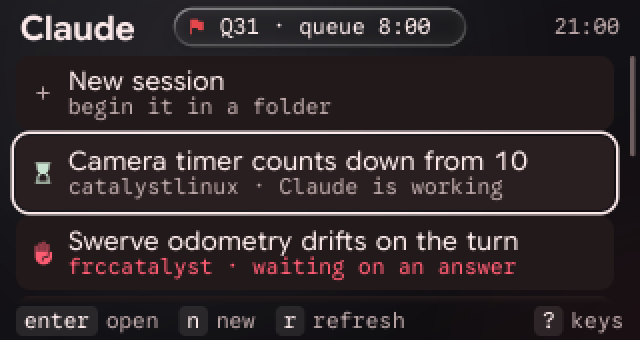 Claude
Q31 · queue 8:00
21:00
+ New session
begin it in a folder
Camera timer counts down from 10
catalystlinux · Claude is working
Swerve odometry drifts on the turn
frccatalyst · waiting on an answer
enter open n new r refresh ? keys